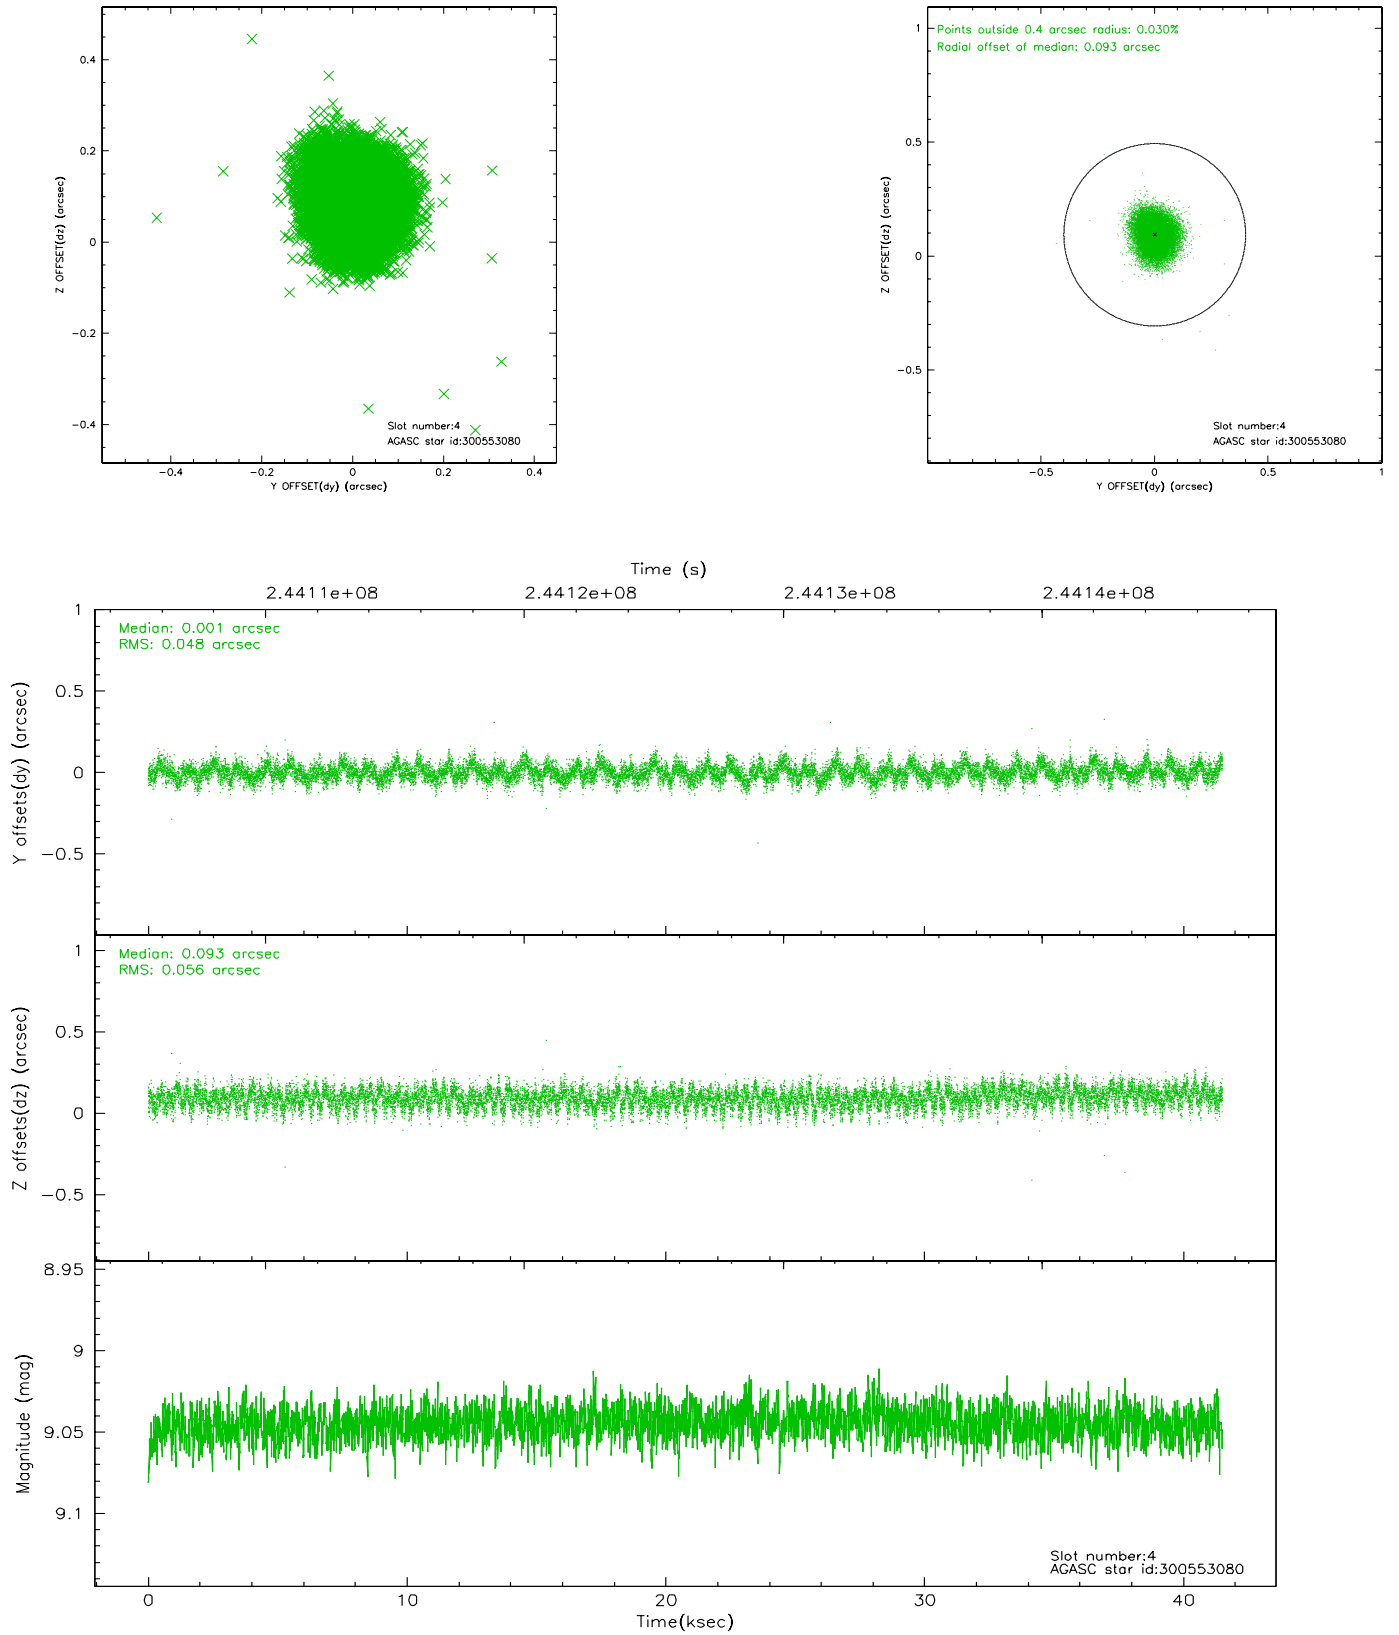 0.4
0.2
0
−0.2
−0.4
Z OFFSET(dz) (arcsec)
Slot number:4
AGASC star id:300553080
−0.4
−0.2
0
0.2
0.4
Y OFFSET(dy) (arcsec)
Points outside 0.4 arcsec radius: 0.030%
Radial offset of median: 0.093 arcsec
1
0.5
0
−0.5
Z OFFSET(dz) (arcsec)
Slot number:4
AGASC star id:300553080
−0.5
0
0.5
1
Y OFFSET(dy) (arcsec)
Time (s)
2.4411e+08
2.4412e+08
2.4413e+08
2.4414e+08
Median: 0.001 arcsec
RMS: 0.048 arcsec
1
0.5
0
−0.5
Y offsets(dy) (arcsec)
Median: 0.093 arcsec
RMS: 0.056 arcsec
1
0.5
0
−0.5
Z offsets(dz) (arcsec)
8.95
9
9.05
9.1
Magnitude (mag)
Slot number:4
AGASC star id:300553080
0
10
20
30
40
Time(ksec)